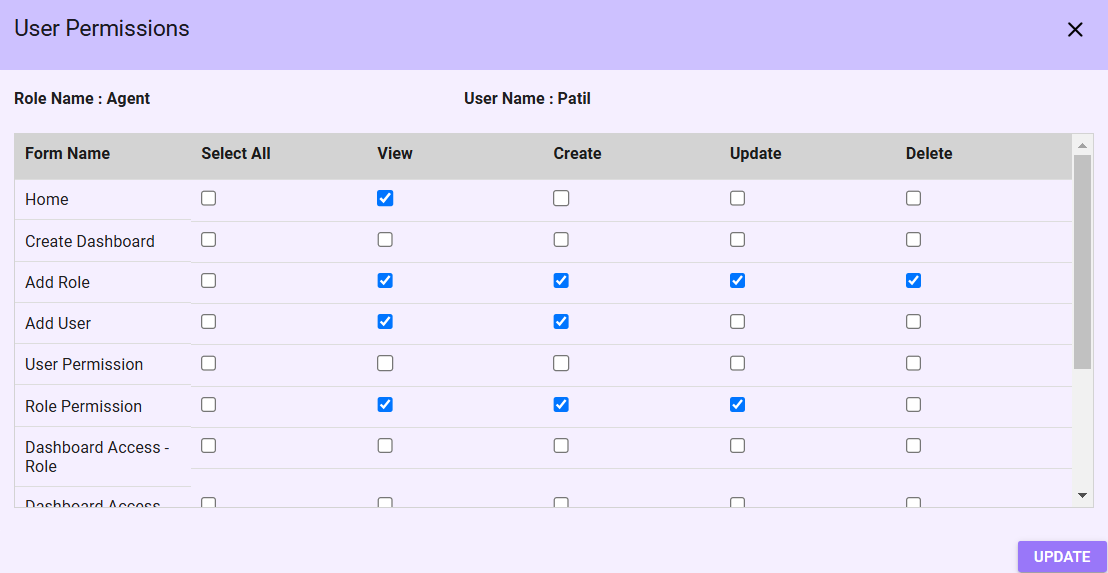 User Permissions
Role Name : Agent User Name : Patil
Form Name Select All View Create Update Delete
Home
Create Dashboard
Add Role
Add User
User Permission
Role Permission
Dashboard Access -
Role
Dashboard Access
UPDATE